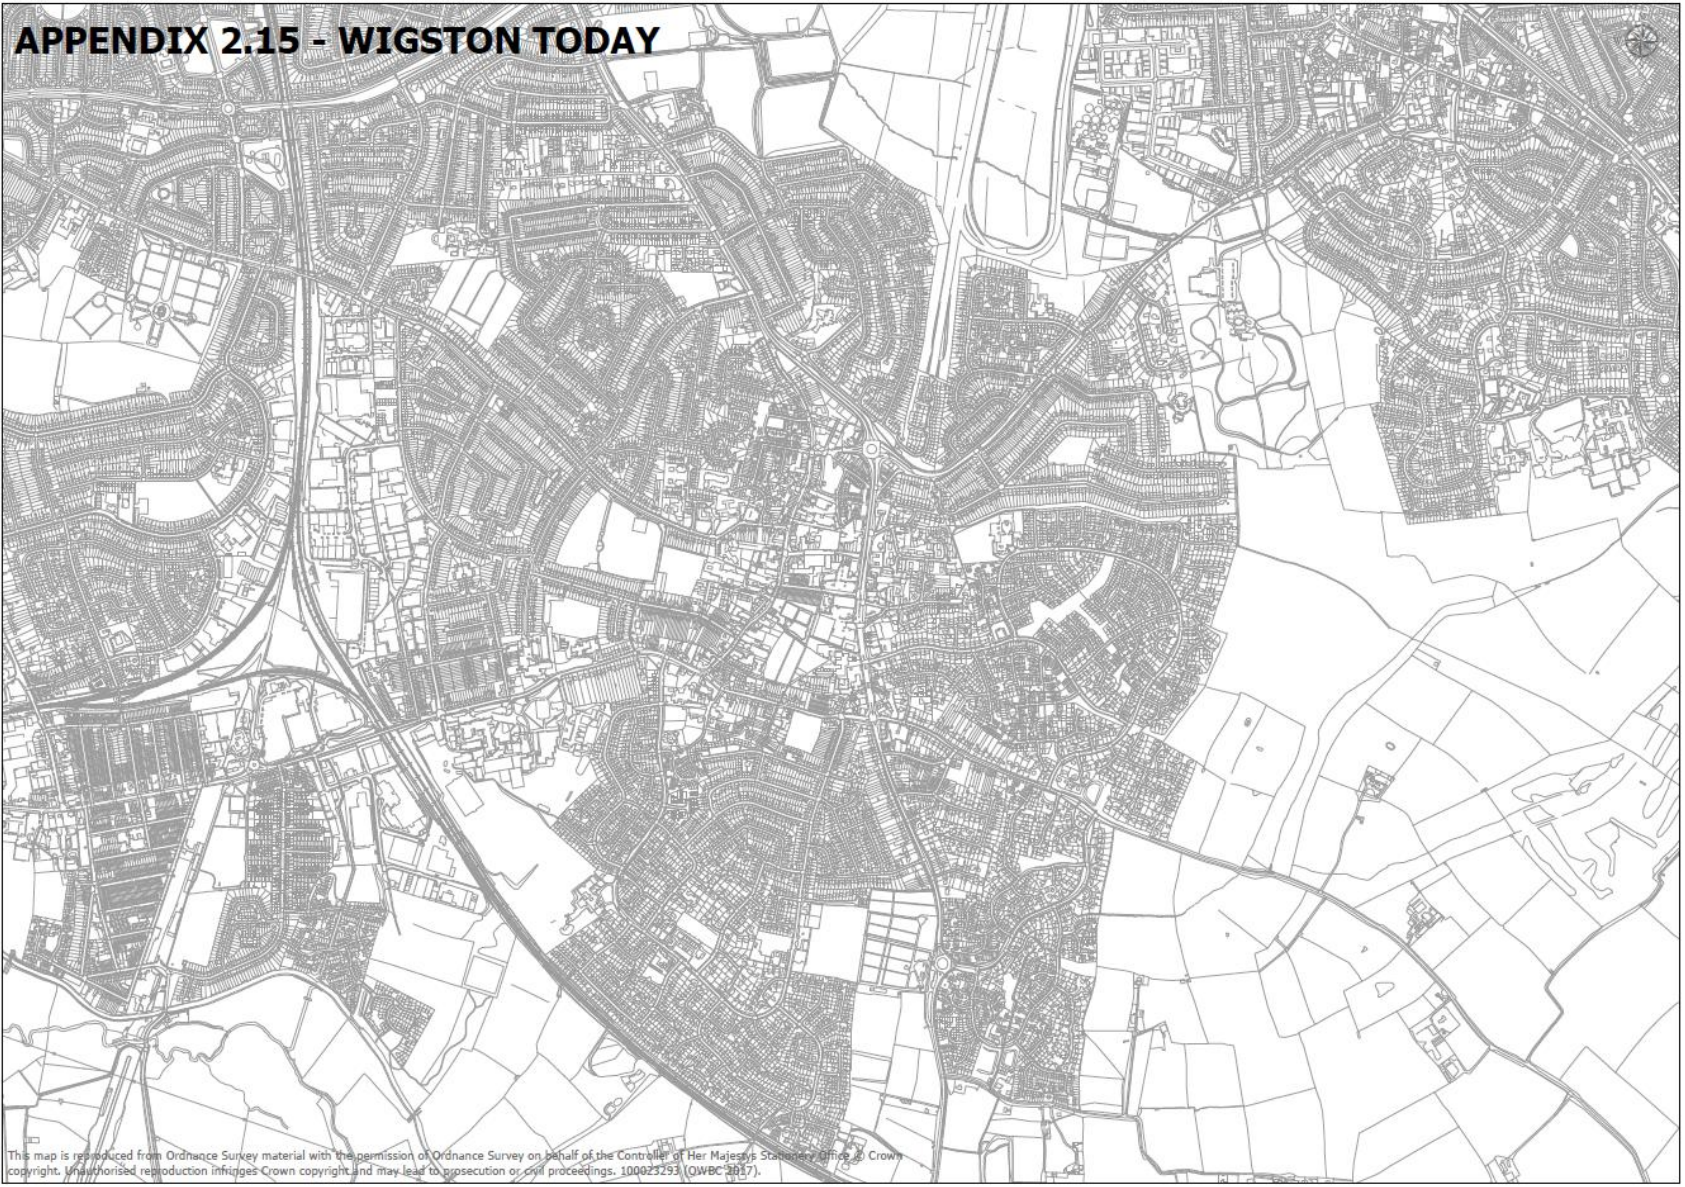 APPENDIX 2.15 - WIGSTON TODAY
This map is reproduced from Ordnance Survey material with the permission of Ordnance Survey on behalf of the Controller of Her Majestys Stationery Office © Crown
copyright. Unauthorised reproduction infringes Crown copyright and may lead to prosecution or civil proceedings. 100023293 (OWBC 2017).